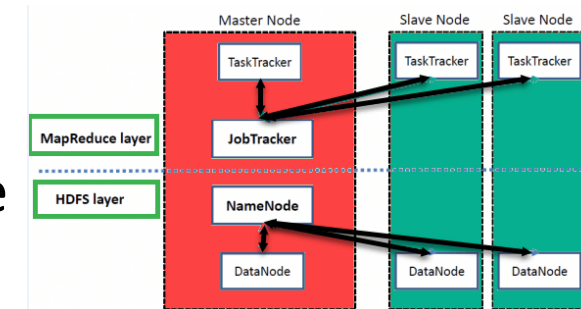 Master Node Slave Node Slave Node
TaskTracker TaskTracker TaskTracker
MapReduce layer JobTracker
HDFS layer NameNode
e
DataNode DataNode DataNode